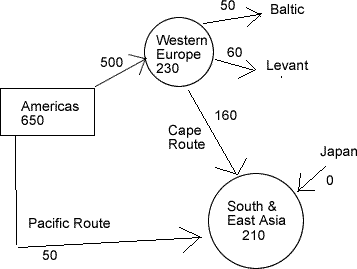 50
Baltic
Western
Europe
230
60
Levant
500
Americas
650
160
Cape
Route
Japan
0
South &
East Asia
210
Pacific Route
50